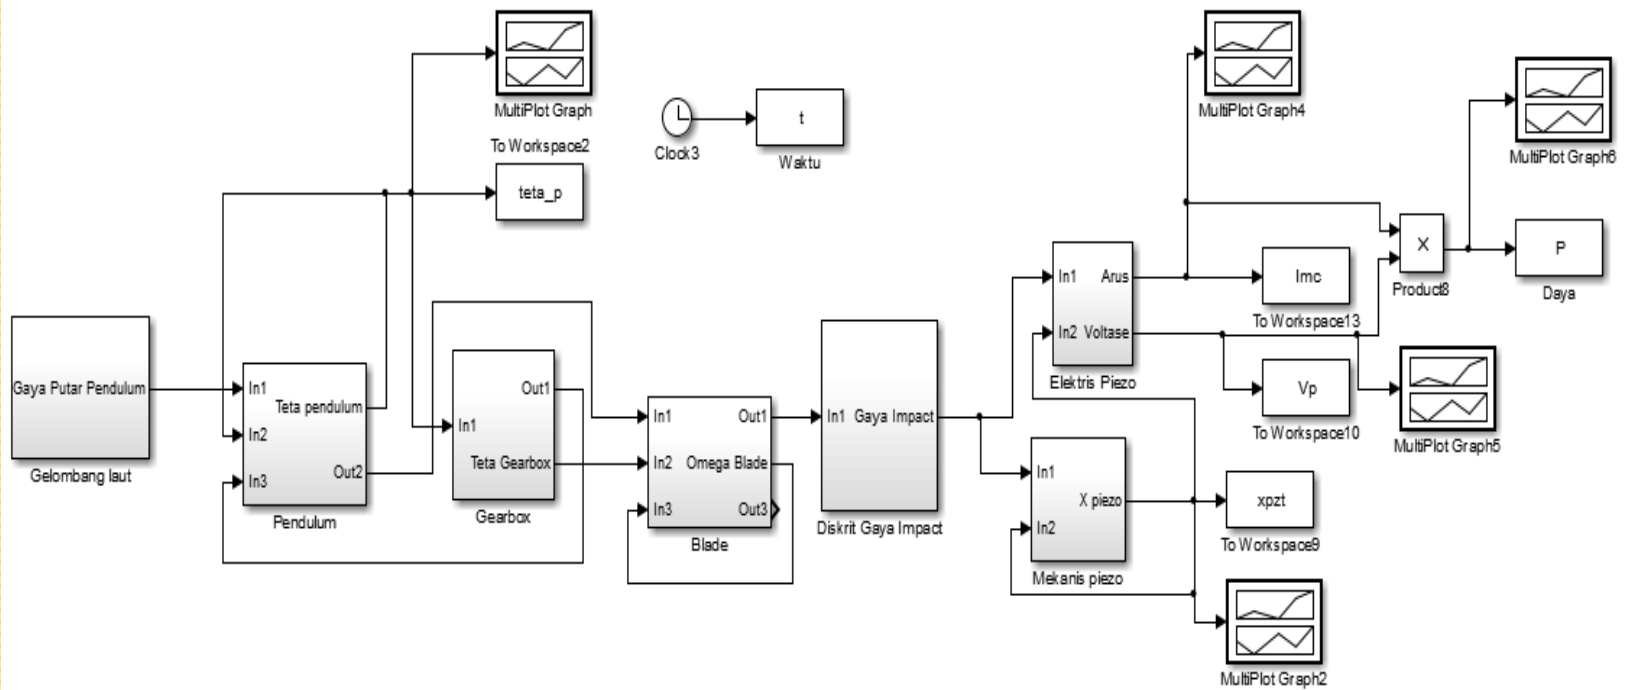 MultiPlot Graph
To Workspace2
teta_p
Clock3
t
Waktu
MultiPlot Graph4
MultiPlot Graph6
X
Product8
P
Daya
Gaya Putar Pendulum
Gelombang laut
In1
In2
In3
Teta pendulum
Out2
Pendulum
In1
Out1
Teta Gearbox
Gearbox
In1
In2
In3
Out1
Omega Blade
Out3
Blade
In1
Gaya Impact
Diskrit Gaya Impact
In1
Arus
In2
Voltase
Elektris Piezo
Imc
To Workspace13
Vp
To Workspace10
MultiPlot Graph5
In1
X piezo
In2
Mekanis piezo
xpzt
To Workspace9
MultiPlot Graph2